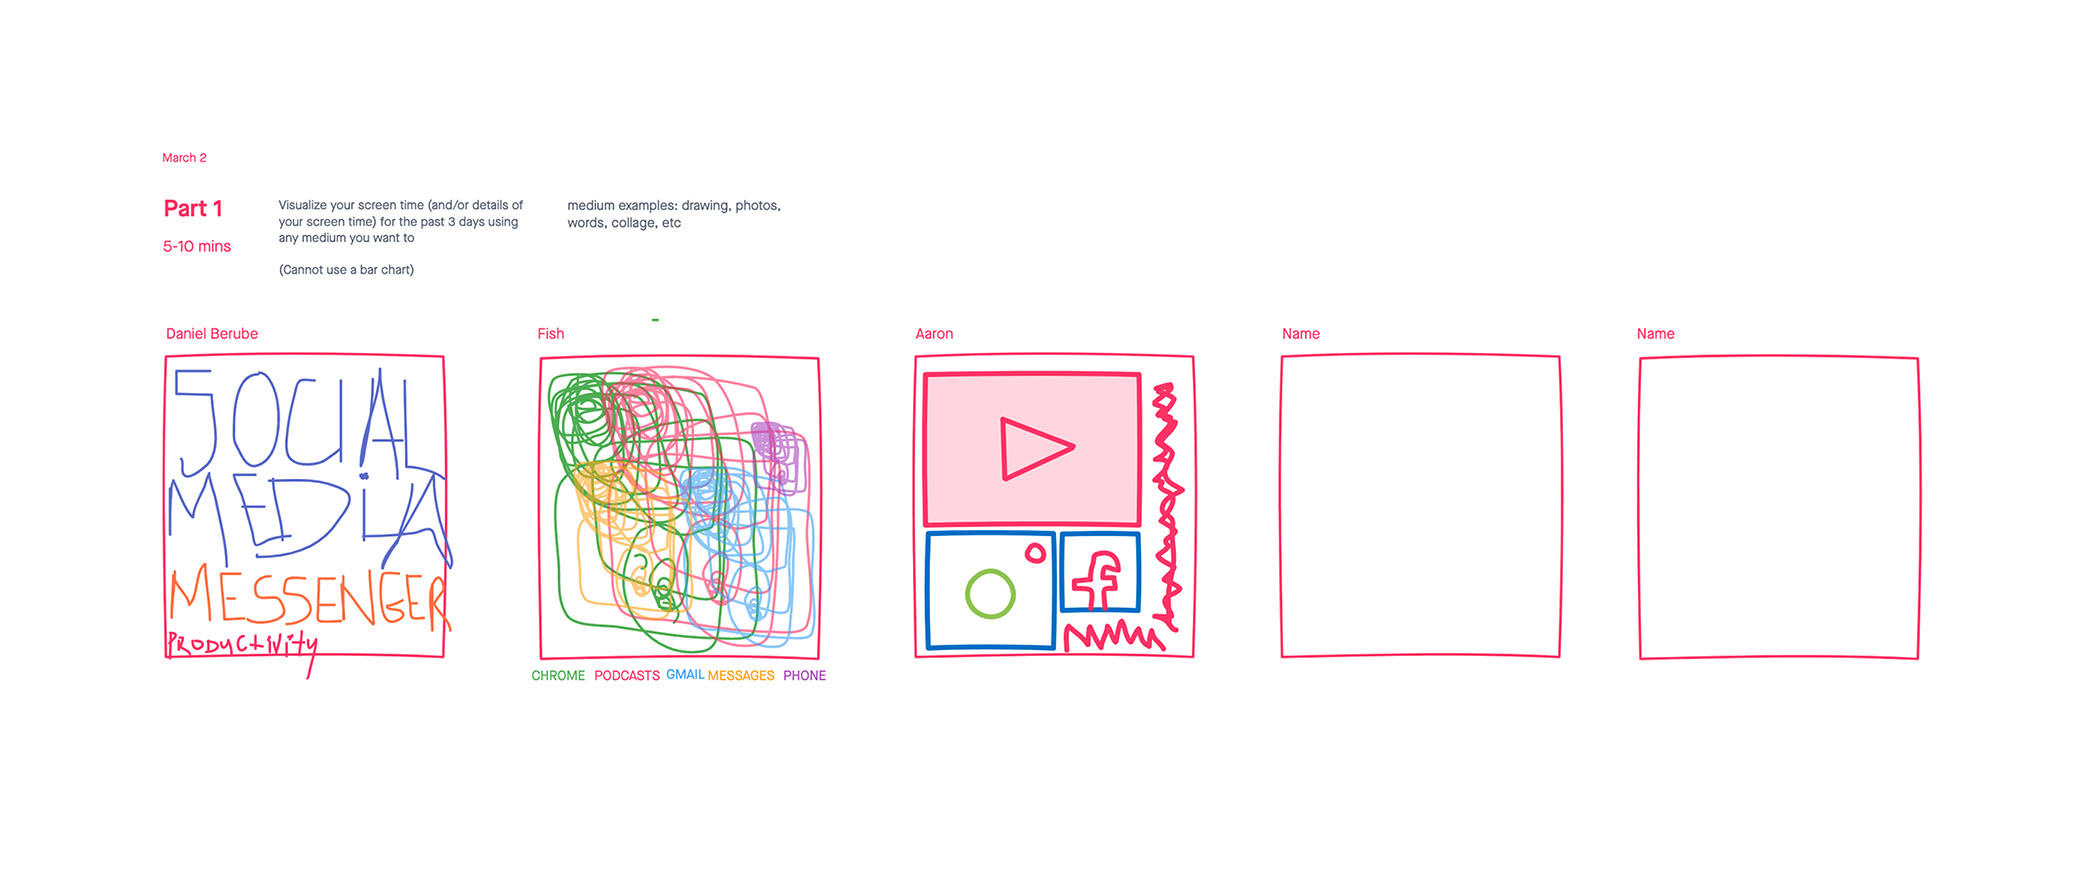 March 2
Part 1
5-10 mins
Visualize your screen time (and/or details of
your screen time) for the past 3 days using
any medium you want to
(Cannot use a bar chart)
medium examples: drawing, photos,
words, collage, etc
Daniel Berube
SOCIAL
MEDiA
MESSENGER
PRODUCtivity
Fish
CHROME PODCASTS GMAIL MESSAGES PHONE
Aaron
Name
Name